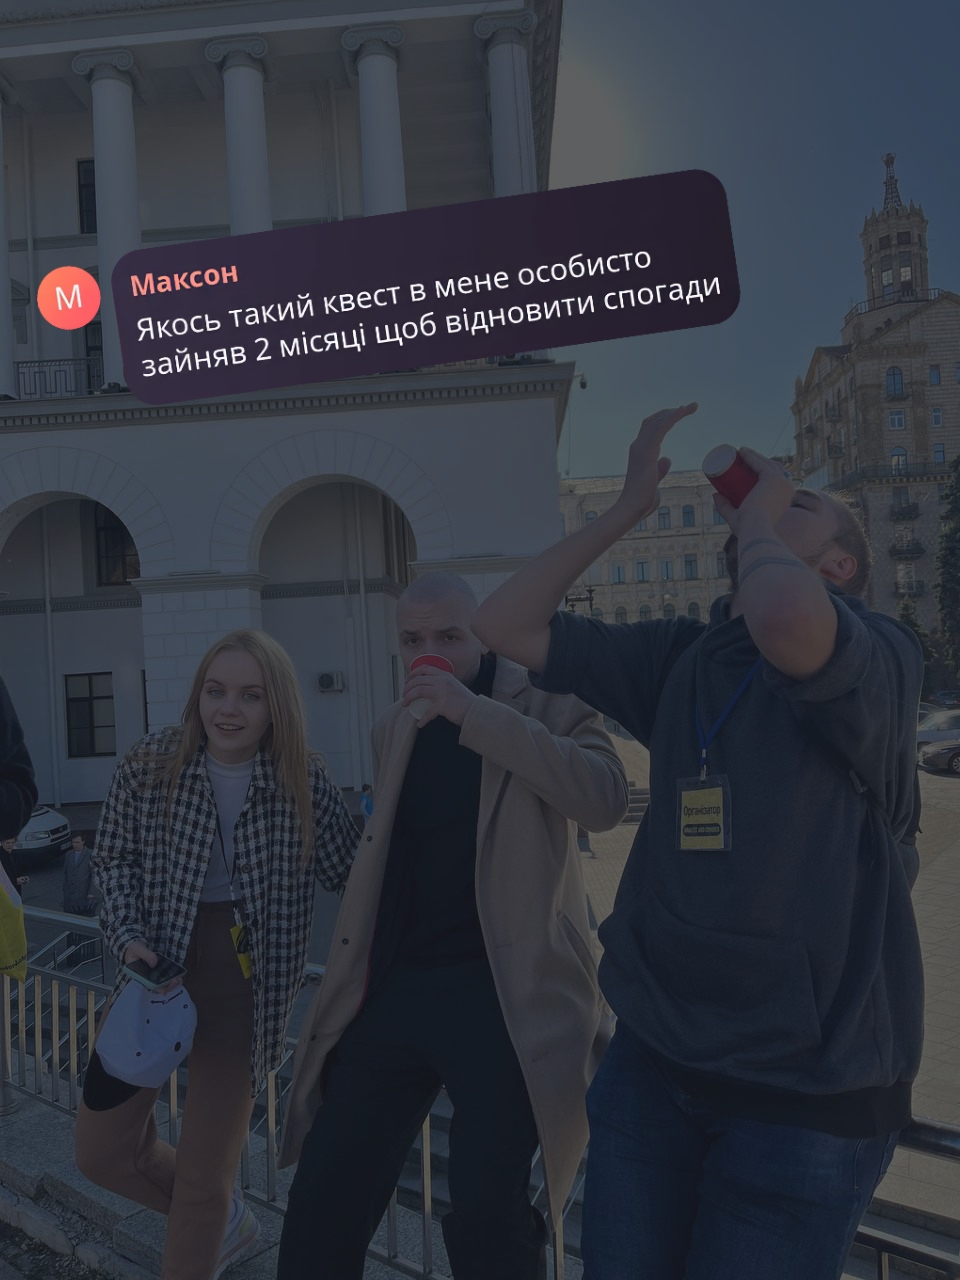 М
Максон
Якось такий квест в мене особисто
зайняв 2 місяці щоб відновити спогади
Організатор